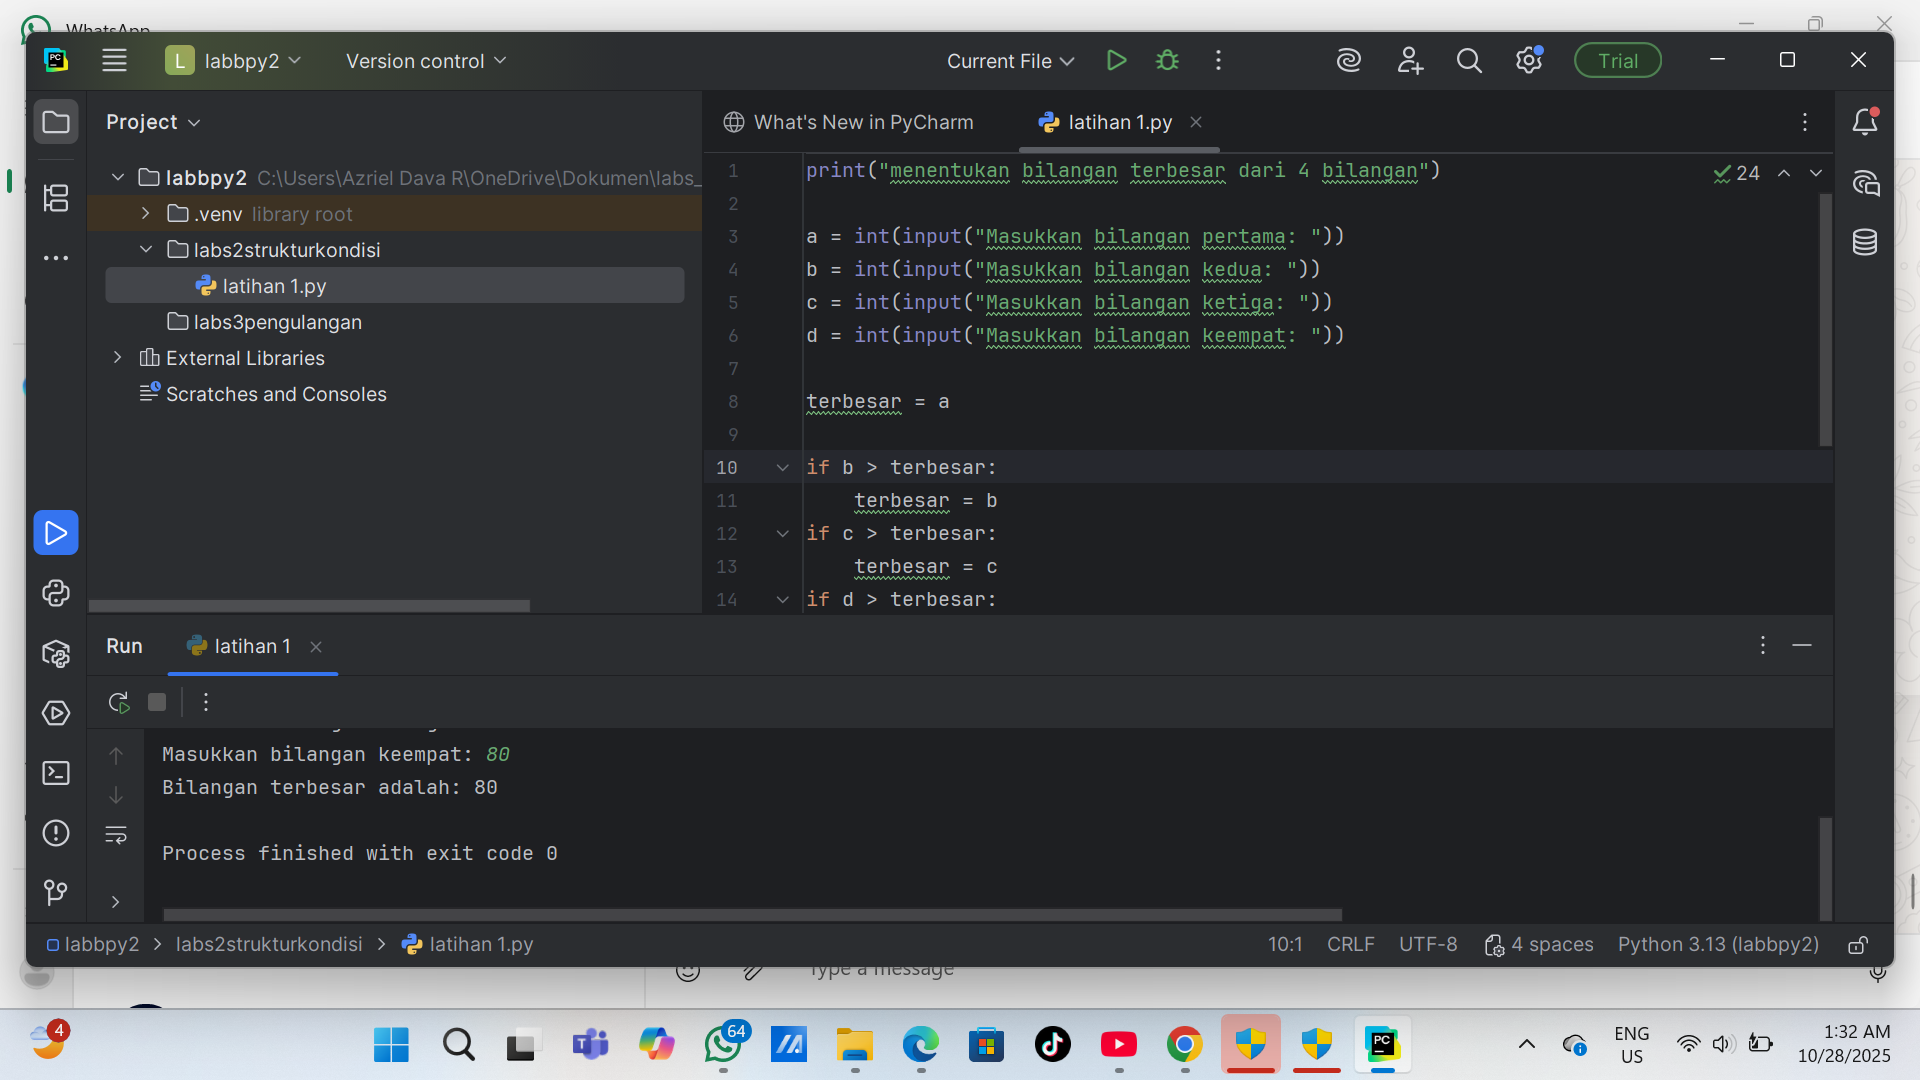 WhatsApp
L labbpy2
Version control
Current File
Trial
Project
labbpy2 C:\Users\Azriel Dava R\OneDrive\Dokumen\labs_
.venv library root
labs2strukturkondisi
latihan 1.py
labs3pengulangan
External Libraries
Scratches and Consoles
What's New in PyCharm
latihan 1.py
24
1 print("menentukan bilangan terbesar dari 4 bilangan")
2
3 a = int(input("Masukkan bilangan pertama: "))
4 b = int(input("Masukkan bilangan kedua: "))
5 c = int(input("Masukkan bilangan ketiga: "))
6 d = int(input("Masukkan bilangan keempat: "))
7
8 terbesar = a
9
10 if b > terbesar:
11     terbesar = b
12 if c > terbesar:
13     terbesar = c
14 if d > terbesar:
Run
latihan 1
Masukkan bilangan keempat: 80
Bilangan terbesar adalah: 80
Process finished with exit code 0
labbpy2 > labs2strukturkondisi > latihan 1.py
10:1 CRLF UTF-8 4 spaces Python 3.13 (labbpy2)
Type a message
4
64
PC
ENG
US
1:32 AM
10/28/2025